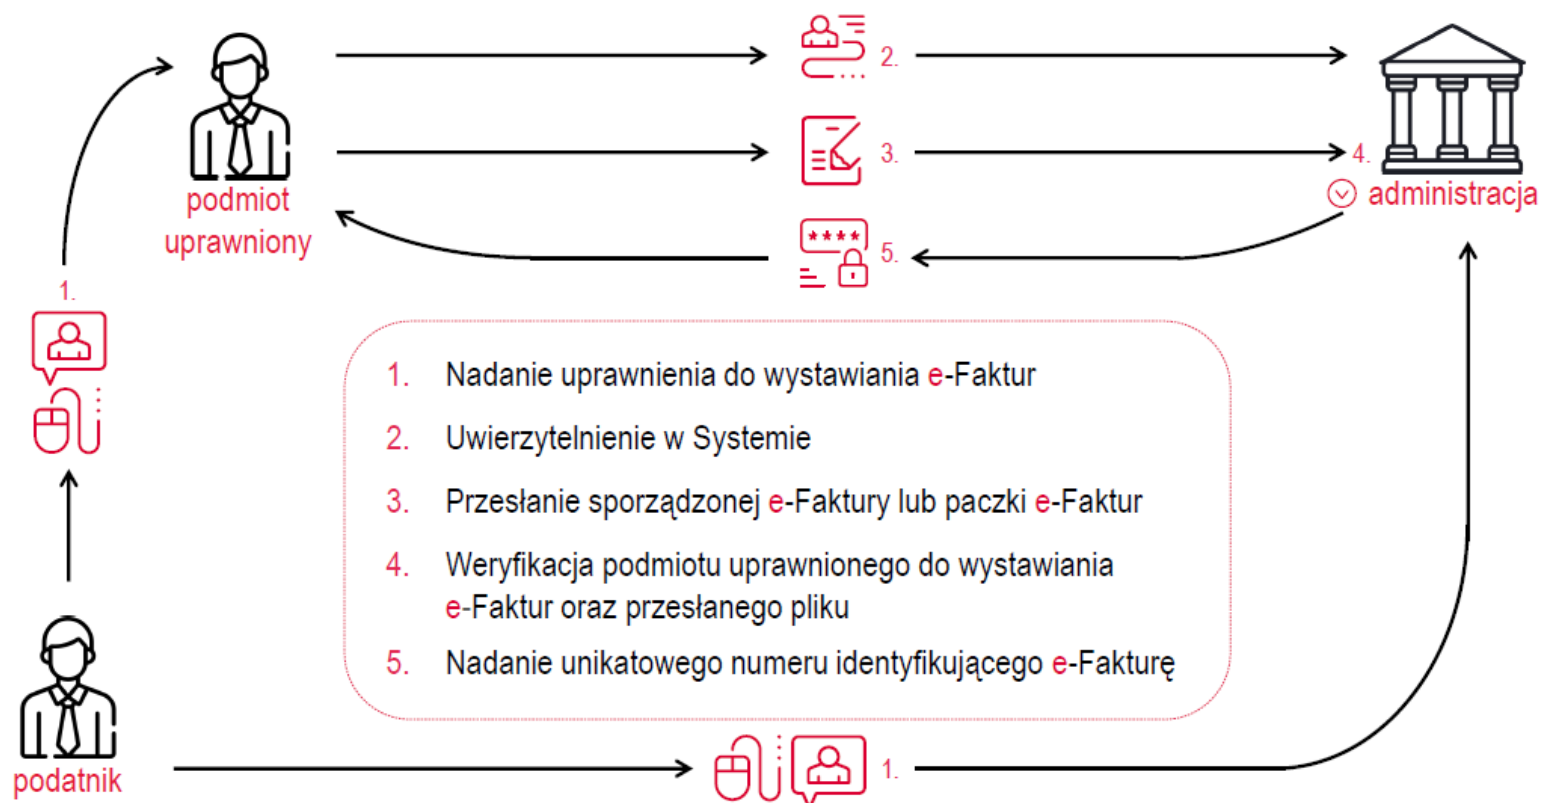 2.
3.
4.
podmiot
uprawniony
administracja
****
5.
1.
1. Nadanie uprawnienia do wystawiania e-Faktur
2. Uwierzytelnienie w Systemie
3. Przesłanie sporządzonej e-Faktury lub paczki e-Faktur
4. Weryfikacja podmiotu uprawnionego do wystawiania
e-Faktur oraz przesłanego pliku
5. Nadanie unikatowego numeru identyfikującego e-Fakturę
podatnik
1.